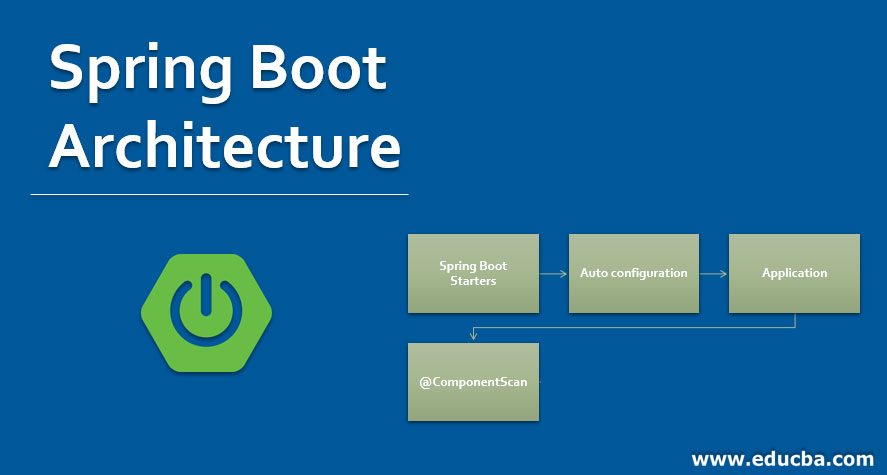 Spring Boot
Architecture
Spring Boot
Starters
Auto configuration
Application
@ComponentScan
www.educba.com